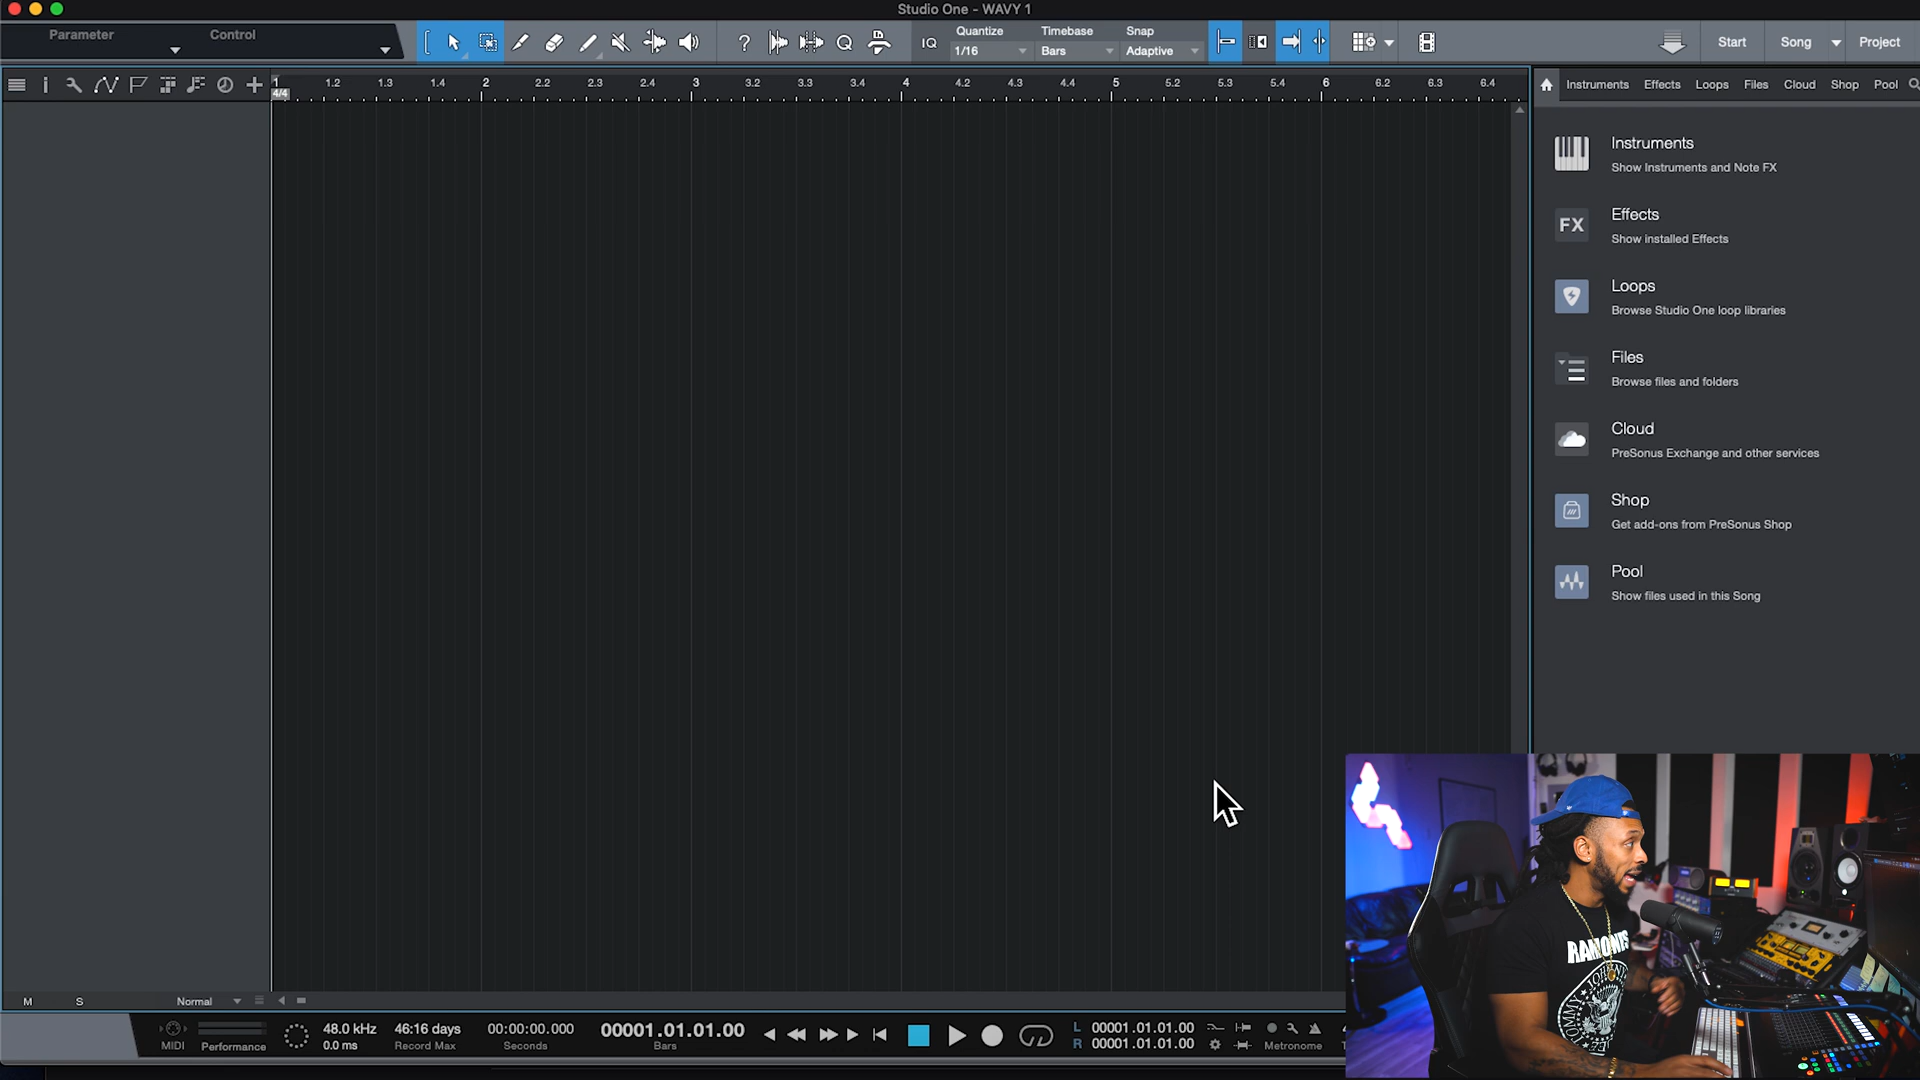 Studio One - WAVY 1
Parameter
Control
IQ
Quantize
1/16
Timebase
Bars
Snap
Adaptive
Start
Song
Project
1
1.2
1.3
1.4
2
2.2
2.3
2.4
3
3.2
3.3
3.4
4
4.2
4.3
4.4
5
5.2
5.3
5.4
6
6.2
6.3
6.4
4/4
Instruments
Effects
Loops
Files
Cloud
Shop
Pool
Instruments
Show Instruments and Note FX
FX
Effects
Show installed Effects
Loops
Browse Studio One loop libraries
Files
Browse files and folders
Cloud
PreSonus Exchange and other services
Shop
Get add-ons from PreSonus Shop
Pool
Show files used in this Song
RAMONES
M
S
Normal
MIDI
Performance
48.0 kHz
0.0 ms
46:16 days
Record Max
00:00:00.000
Seconds
00001.01.01.00
Bars
L 00001.01.01.00
R 00001.01.01.00
Metronome